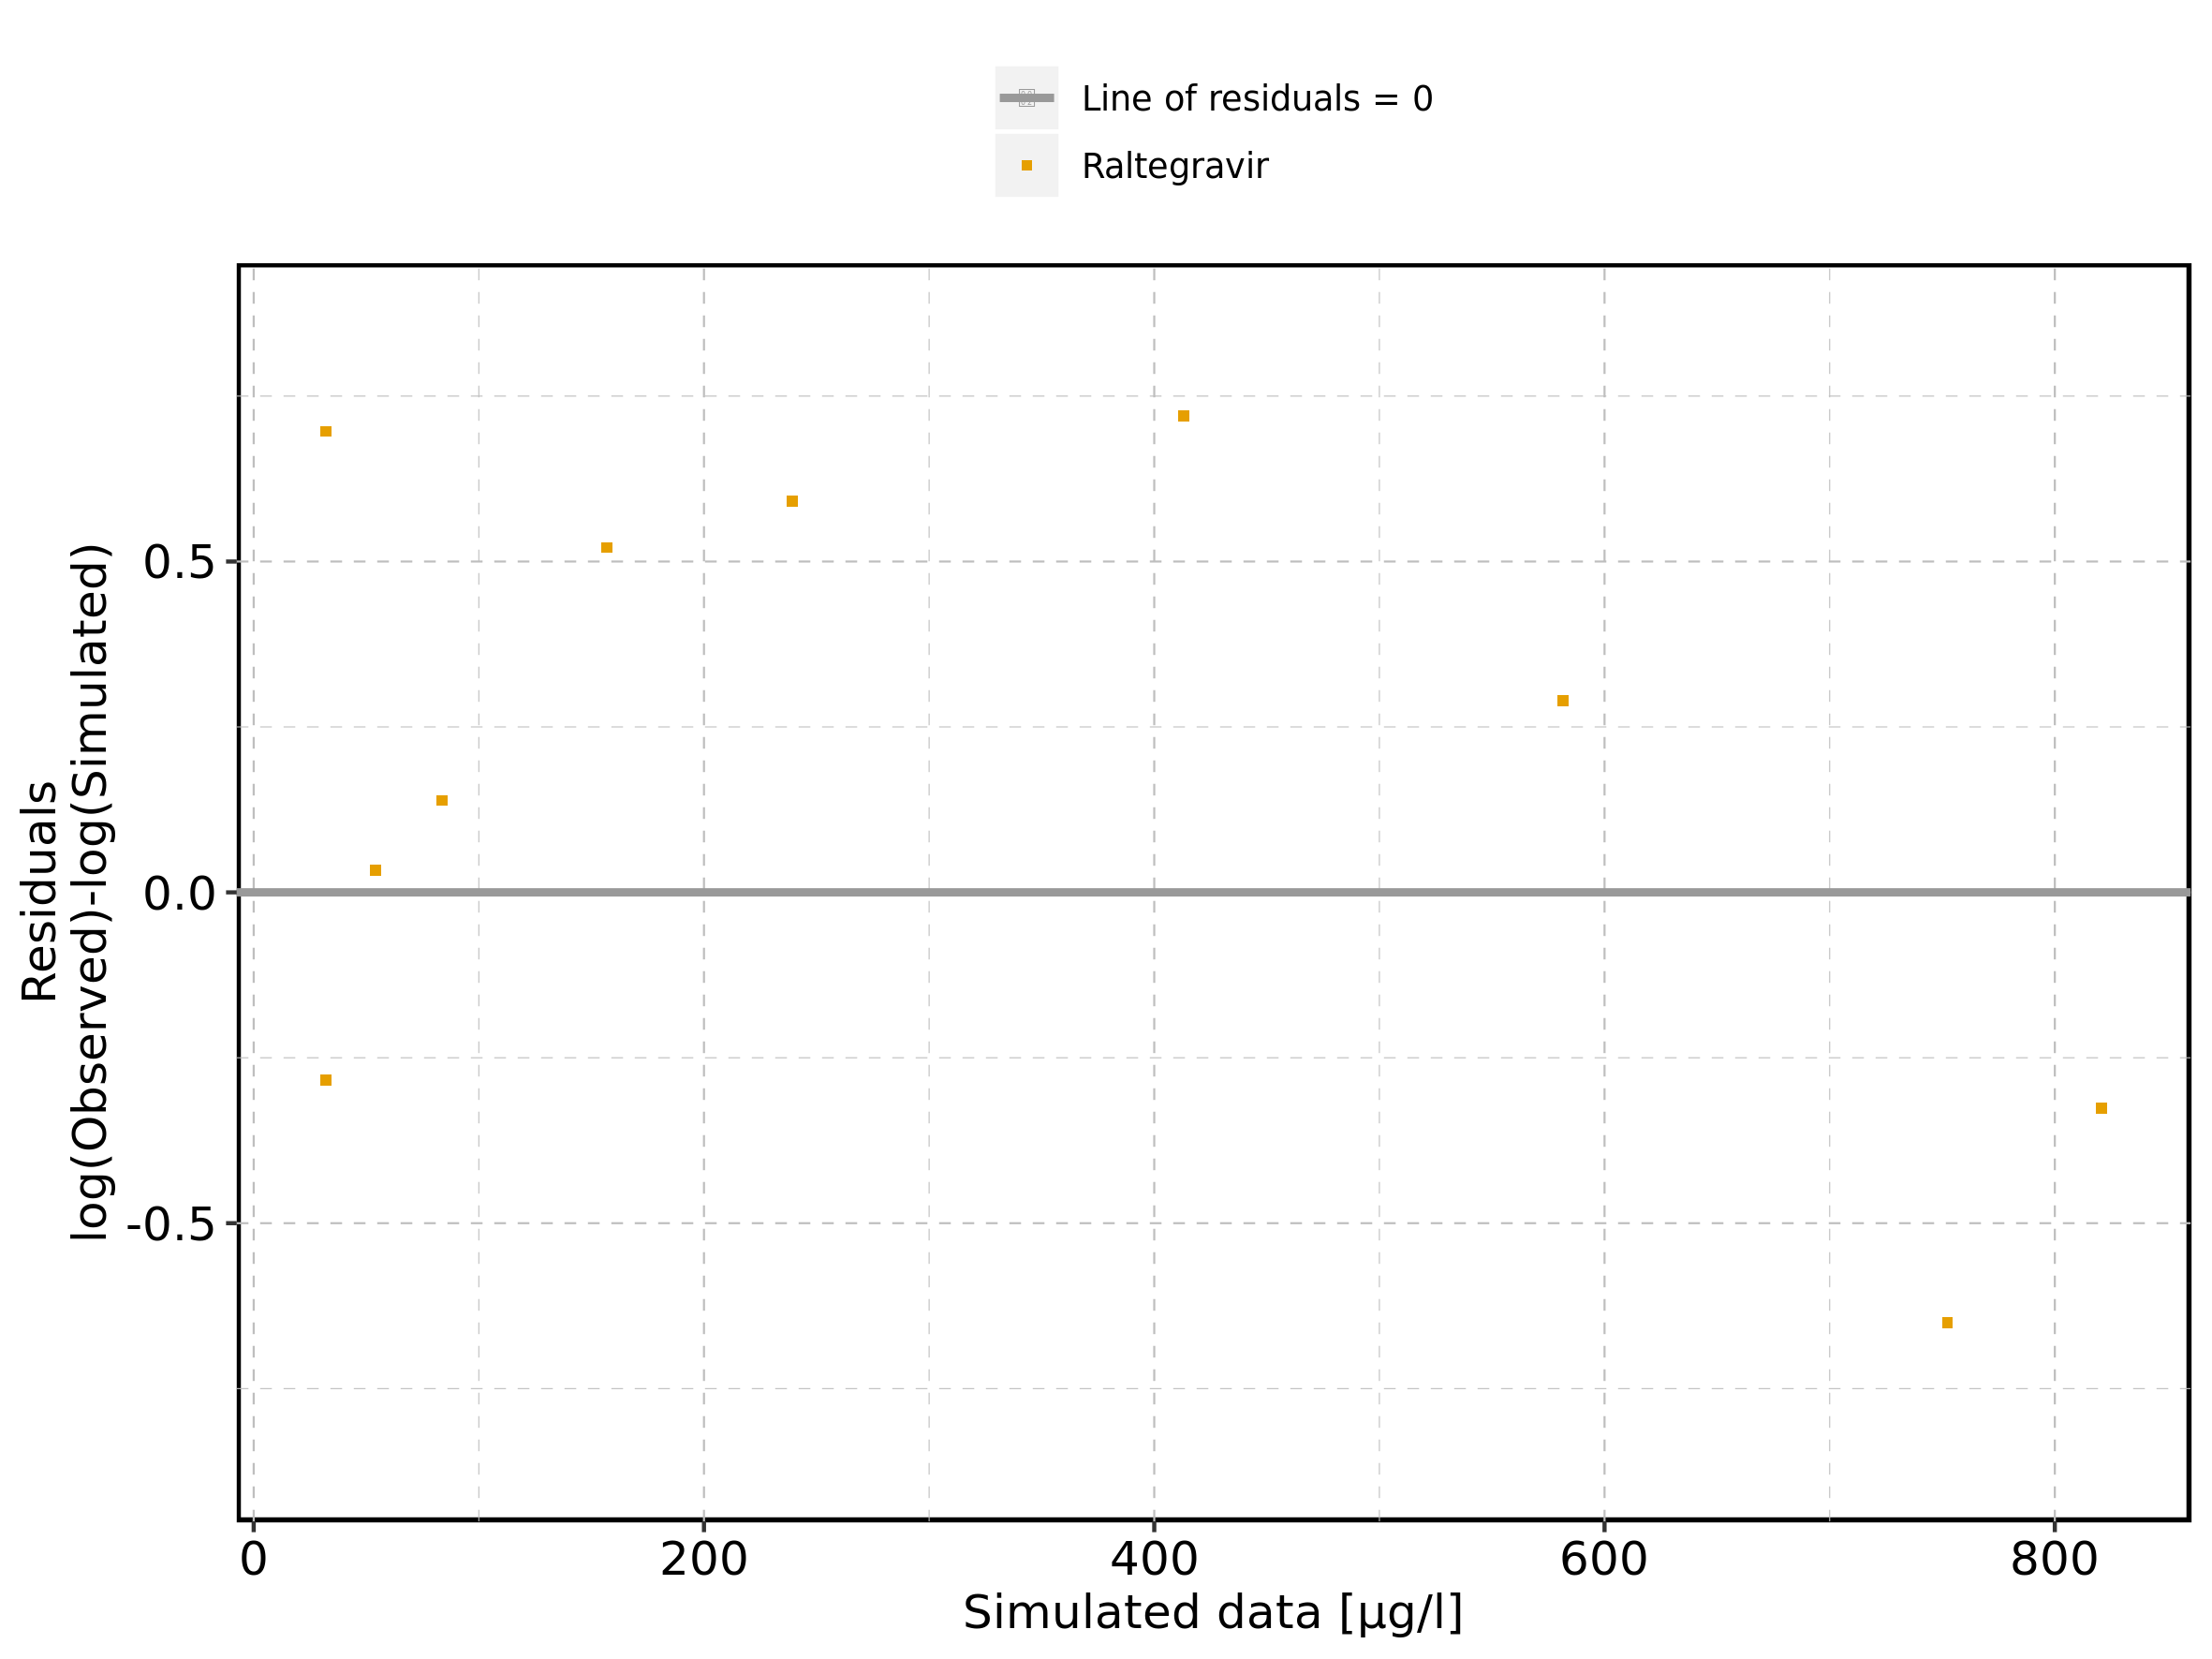 Line of residuals = 0
Raltegravir
Residuals
log(Observed)-log(Simulated)
0.5
0.0
-0.5
0
200
400
600
800
Simulated data [µg/l]